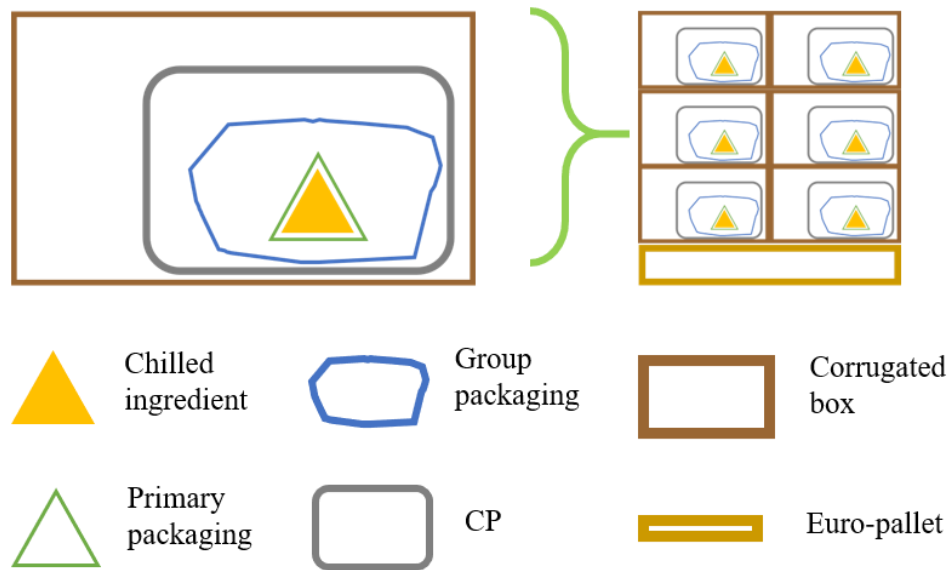 Chilled
ingredient
Group
packaging
Corrugated
box
Primary
packaging
CP
Euro-pallet